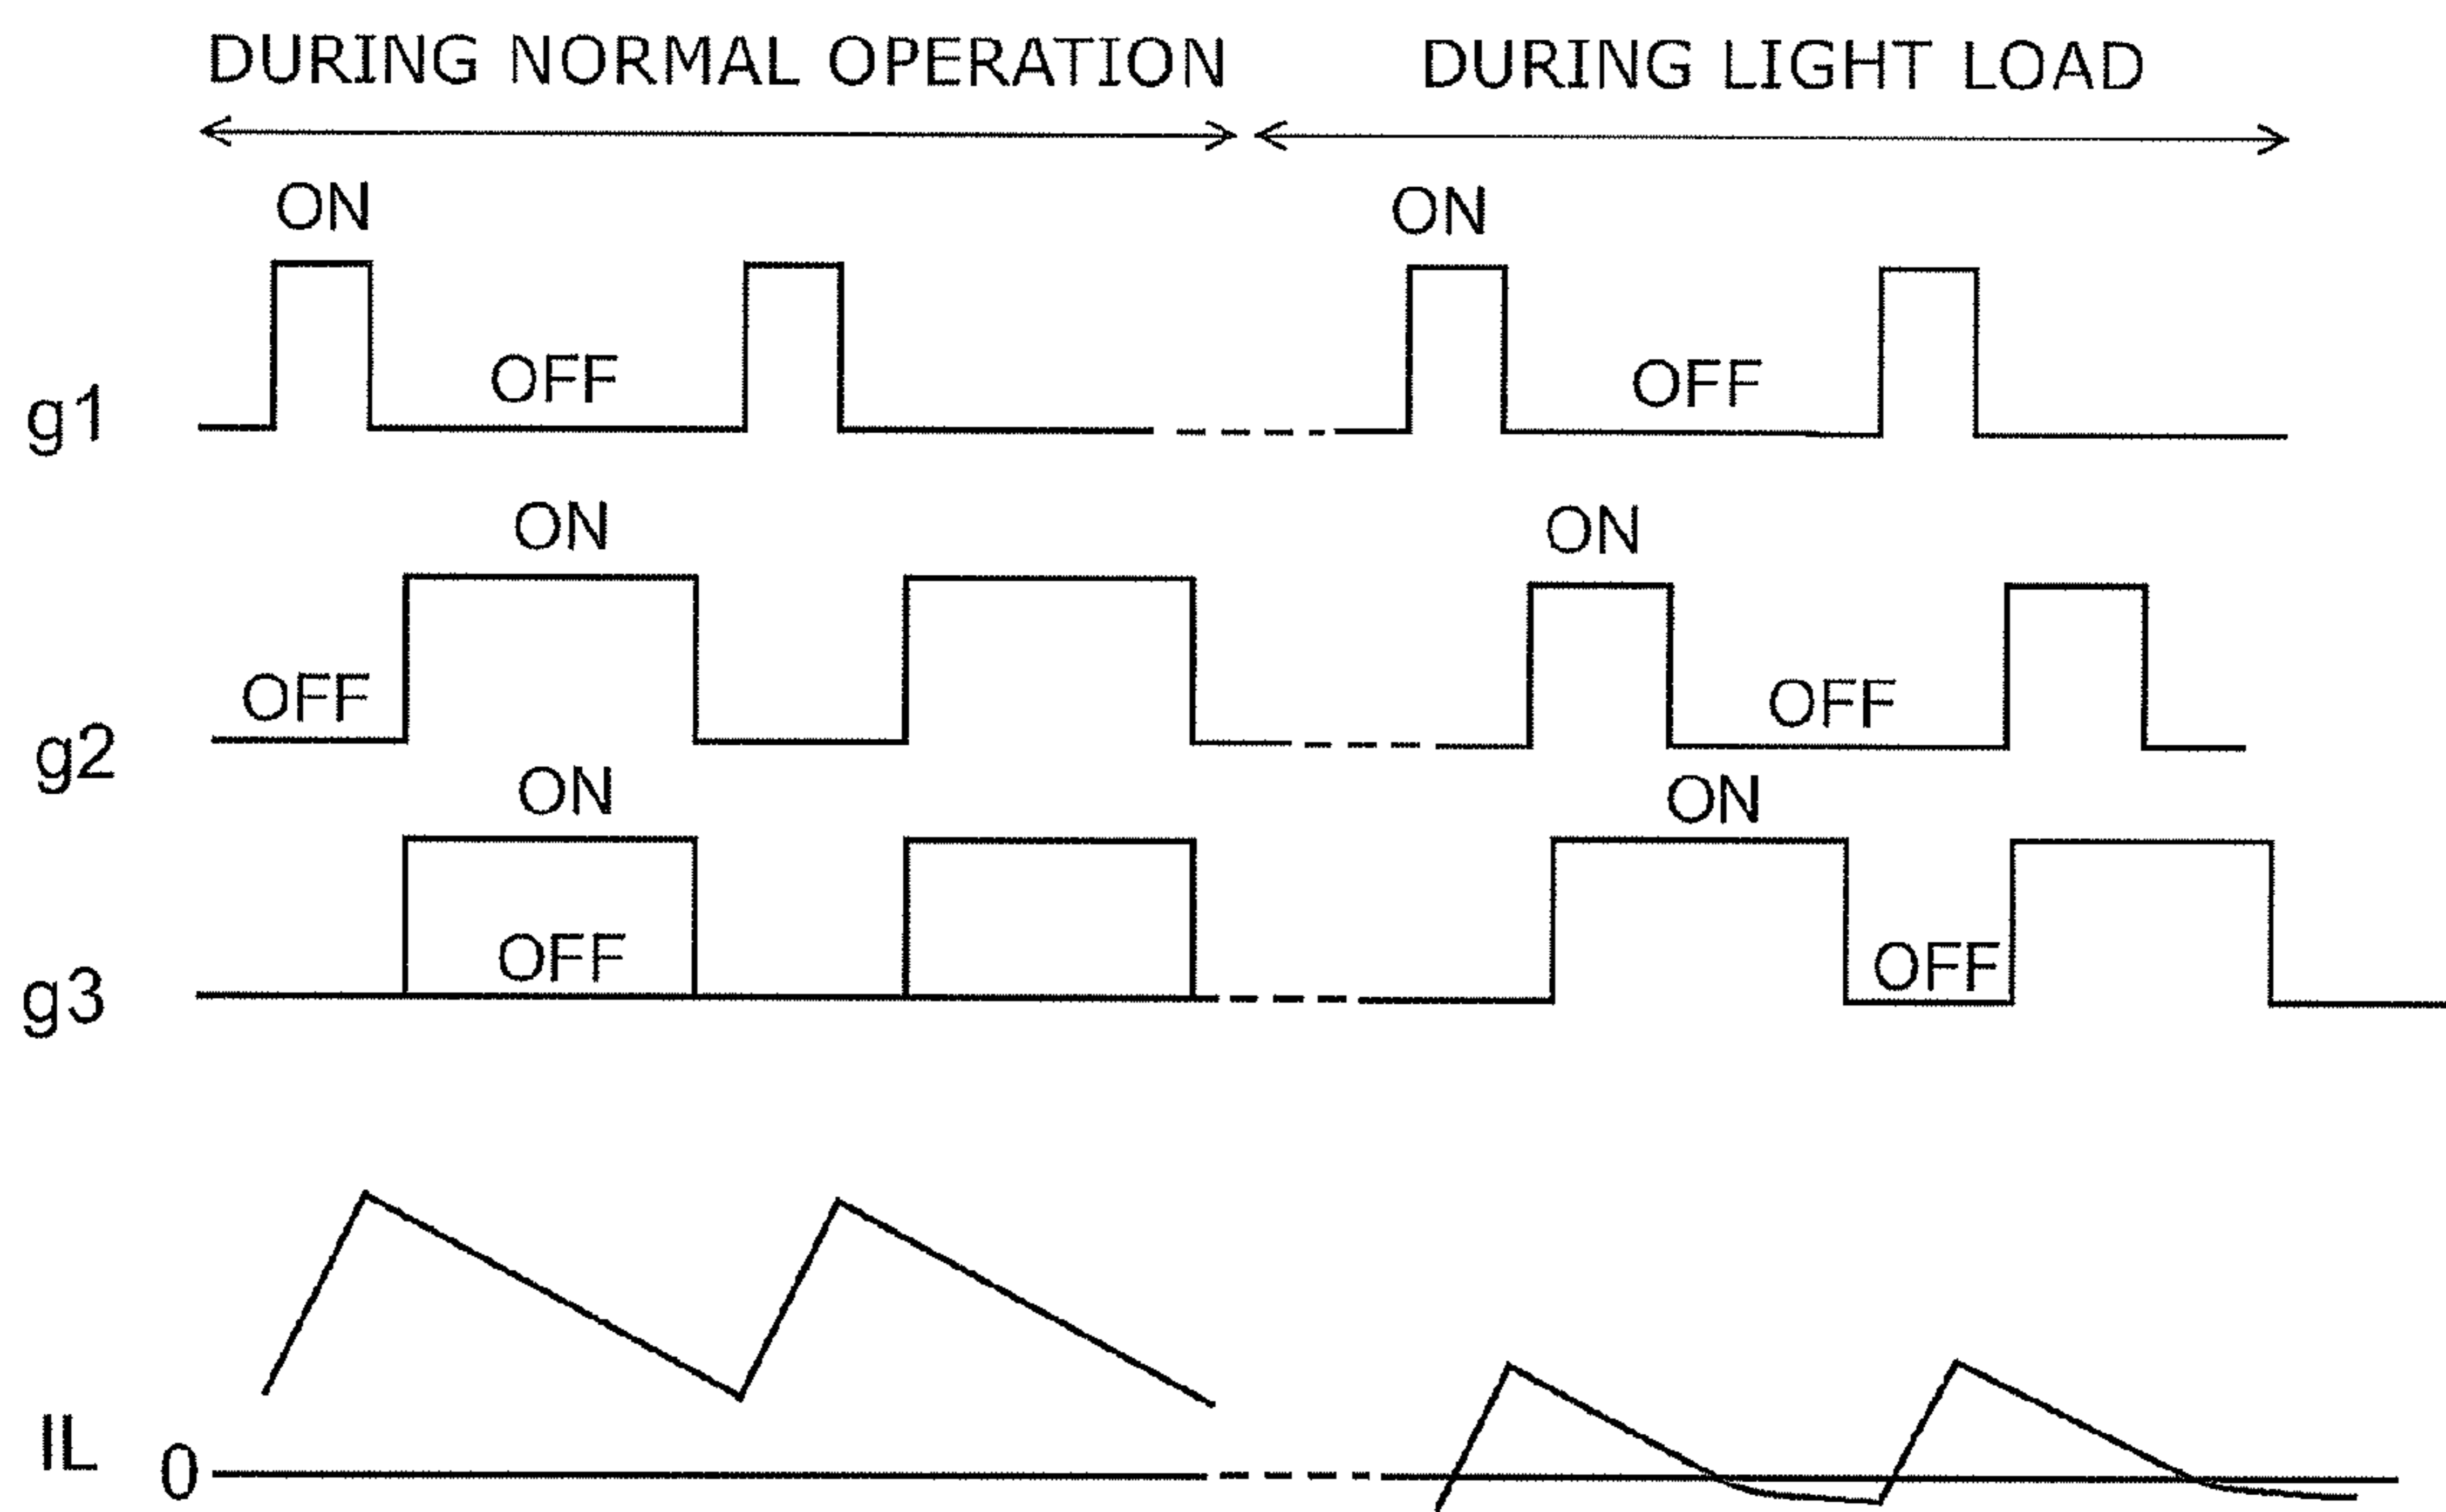 DURING NORMAL OPERATION
DURING LIGHT LOAD
ON
ON
OFF
OFF
g1
ON
ON
OFF
OFF
g2
ON
ON
OFF
OFF
g3
IL
0